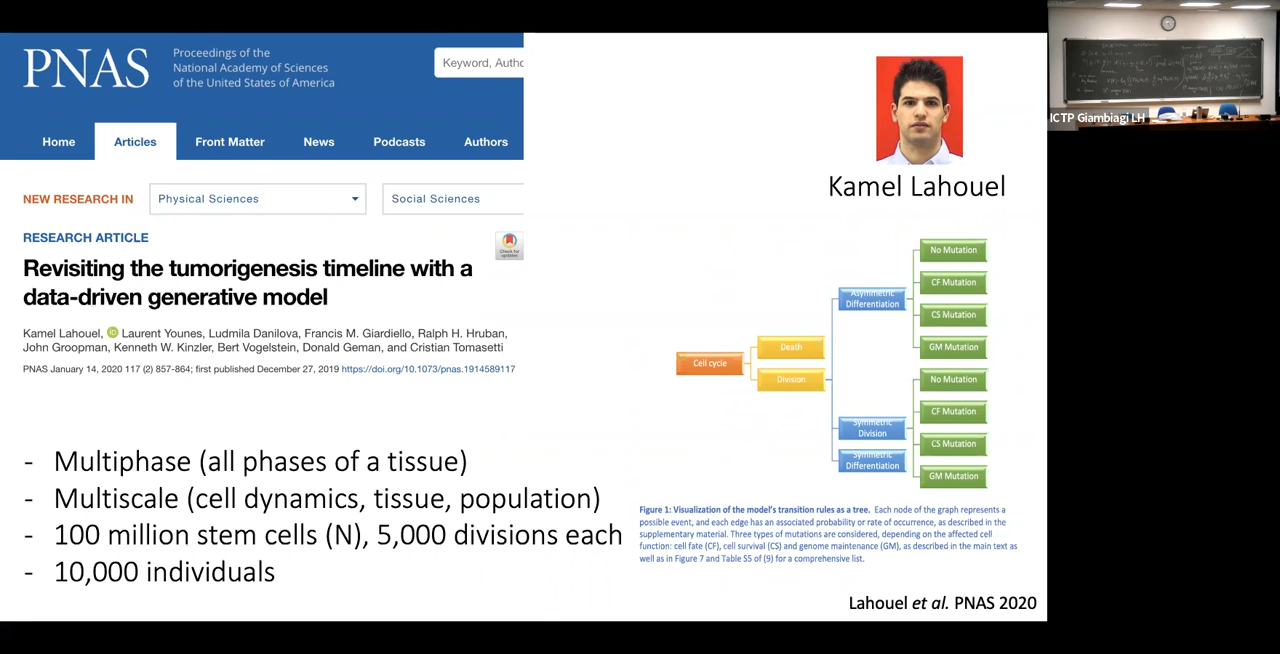 PNAS
Proceedings of the
National Academy of Sciences
of the United States of America
Keyword, Autho
Home
Articles
Front Matter
News
Podcasts
Authors
NEW RESEARCH IN
Physical Sciences
Social Sciences
RESEARCH ARTICLE
Check for
updates
Revisiting the tumorigenesis timeline with a
data-driven generative model
Kamel Lahouel, Laurent Younes, Ludmila Danilova, Francis M. Giardiello, Ralph H. Hruban,
John Groopman, Kenneth W. Kinzler, Bert Vogelstein, Donald Geman, and Cristian Tomasetti
PNAS January 14, 2020 117 (2) 857-864; first published December 27, 2019 https://doi.org/10.1073/pnas.1914589117
- Multiphase (all phases of a tissue)
- Multiscale (cell dynamics, tissue, population)
- 100 million stem cells (N), 5,000 divisions each
- 10,000 individuals
Kamel Lahouel
Cell cycle
Death
Division
Asymmetric
Differentiation
Symmetric
Division
Symmetric
Differentiation
No Mutation
CF Mutation
CS Mutation
GM Mutation
No Mutation
CF Mutation
CS Mutation
GM Mutation
Figure 1: Visualization of the model's transition rules as a tree. Each node of the graph represents a
possible event, and each edge has an associated probability or rate of occurrence, as described in the
supplementary material. Three types of mutations are considered, depending on the affected cell
function: cell fate (CF), cell survival (CS) and genome maintenance (GM), as described in the main text as
well as in Figure 7 and Table S5 of (9) for a comprehensive list.
Lahouel et al. PNAS 2020
ICTP Giambiagi LH